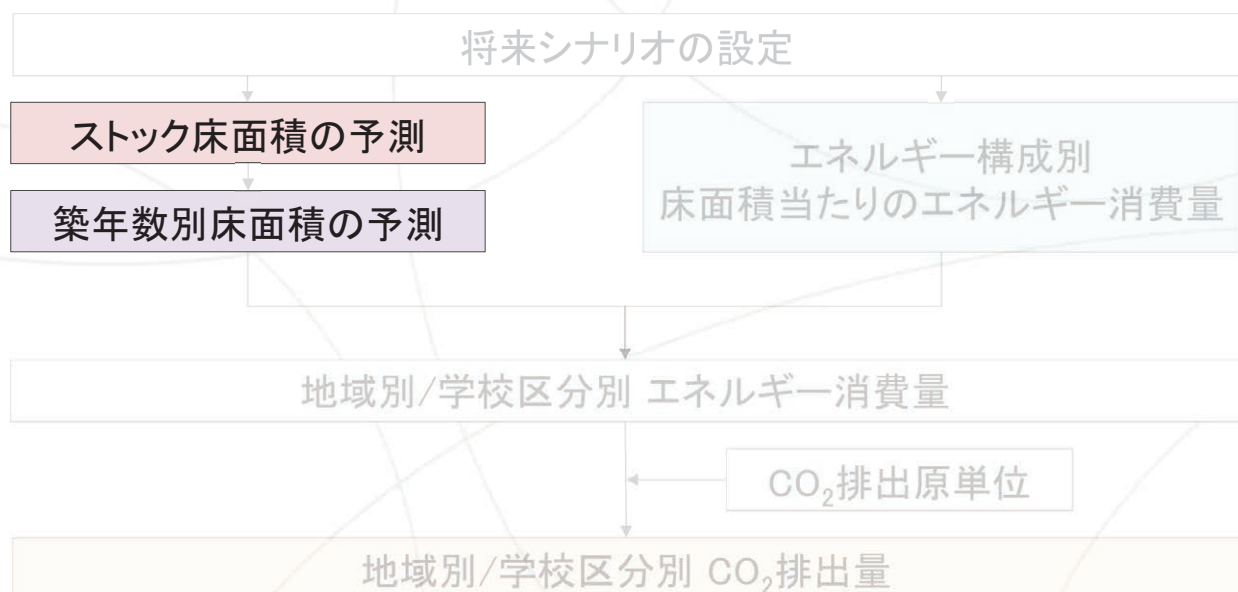 将来シナリオの設定
ストック床面積の予測
築年数別床面積の予測
エネルギー構成別
床面積当たりのエネルギー消費量
地域別/学校区分別 エネルギー消費量
CO₂排出原単位
地域別/学校区分別 CO₂排出量